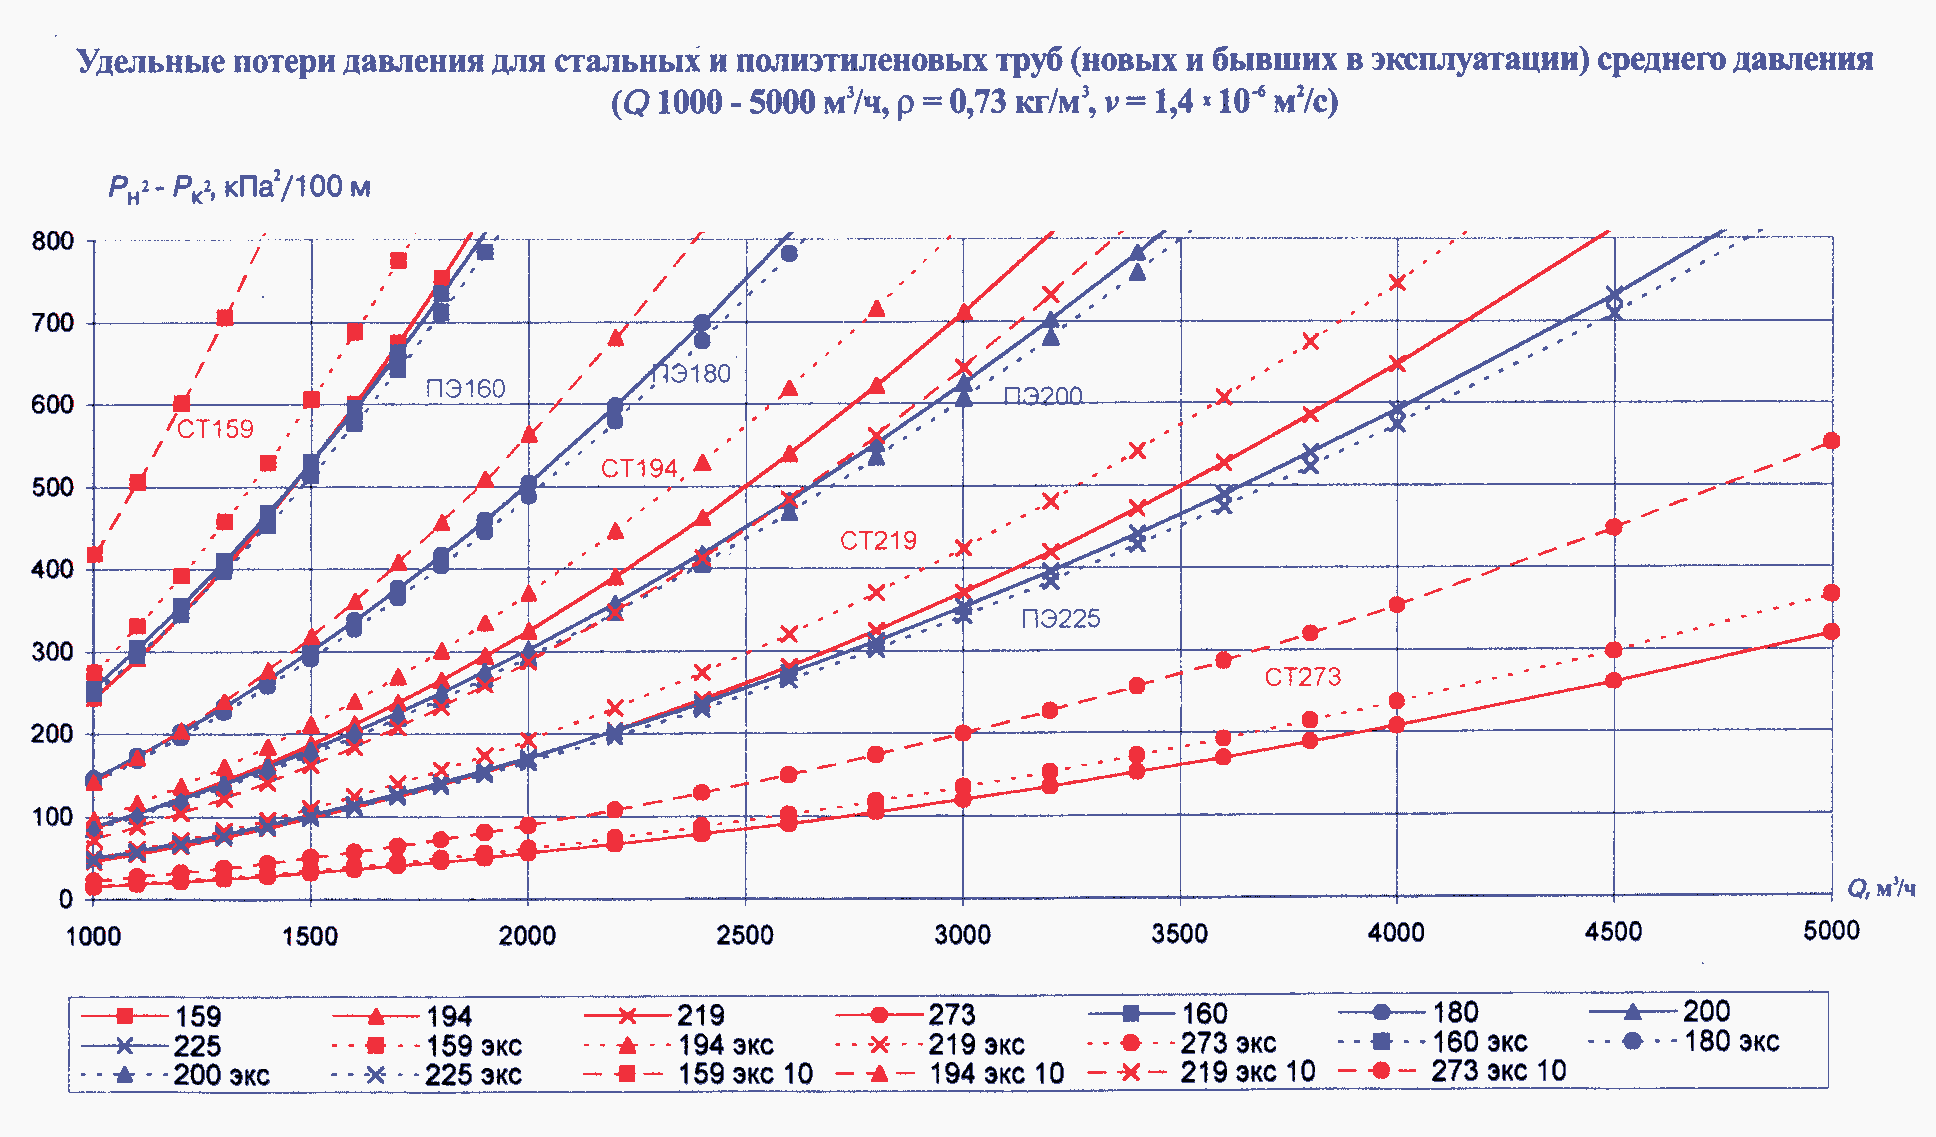 Удельные потери давления для стальных и полиэтиленовых труб (новых и бывших в эксплуатации) среднего давления
(Q 1000 - 5000 м³/ч, ρ = 0,73 кг/м³, ν = 1,4 · 10⁻⁶ м²/с)
Pн² - Pк², кПа²/100 м
800
700
600
500
400
300
200
100
0
СТ159
ПЭ160
СТ194
ПЭ180
СТ219
ПЭ200
ПЭ225
СТ273
Q, м³/ч
1000 1500 2000 2500 3000 3500 4000 4500 5000
159 194 219 273 160 180 200
225 159 экс 194 экс 219 экс 273 экс 160 экс 180 экс
200 экс 225 экс 159 экс 10 194 экс 10 219 экс 10 273 экс 10